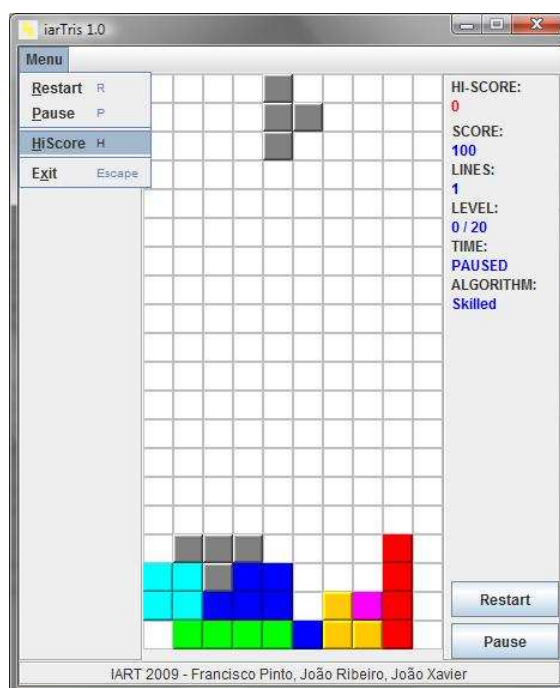 iarTris 1.0
Menu
Restart R
Pause P
HiScore H
Exit Escape
HI-SCORE:
0
SCORE:
100
LINES:
1
LEVEL:
0 / 20
TIME:
PAUSED
ALGORITHM:
Skilled
Restart
Pause
IART 2009 - Francisco Pinto, João Ribeiro, João Xavier